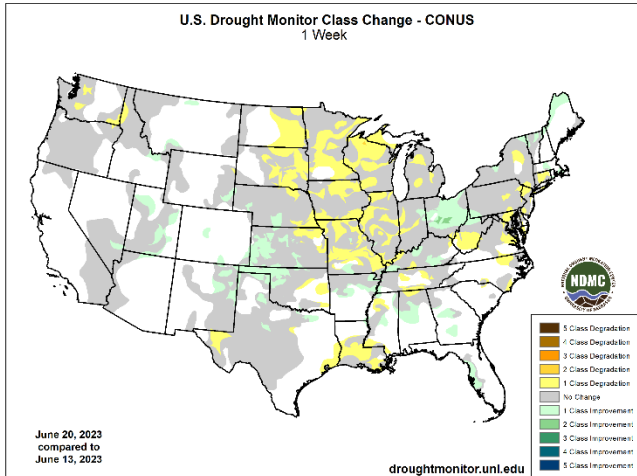 U.S. Drought Monitor Class Change - CONUS
1 Week
NDMC
5 Class Degradation
4 Class Degradation
3 Class Degradation
2 Class Degradation
1 Class Degradation
No Change
1 Class Improvement
2 Class Improvement
3 Class Improvement
4 Class Improvement
5 Class Improvement
June 20, 2023
compared to
June 13, 2023
droughtmonitor.unl.edu